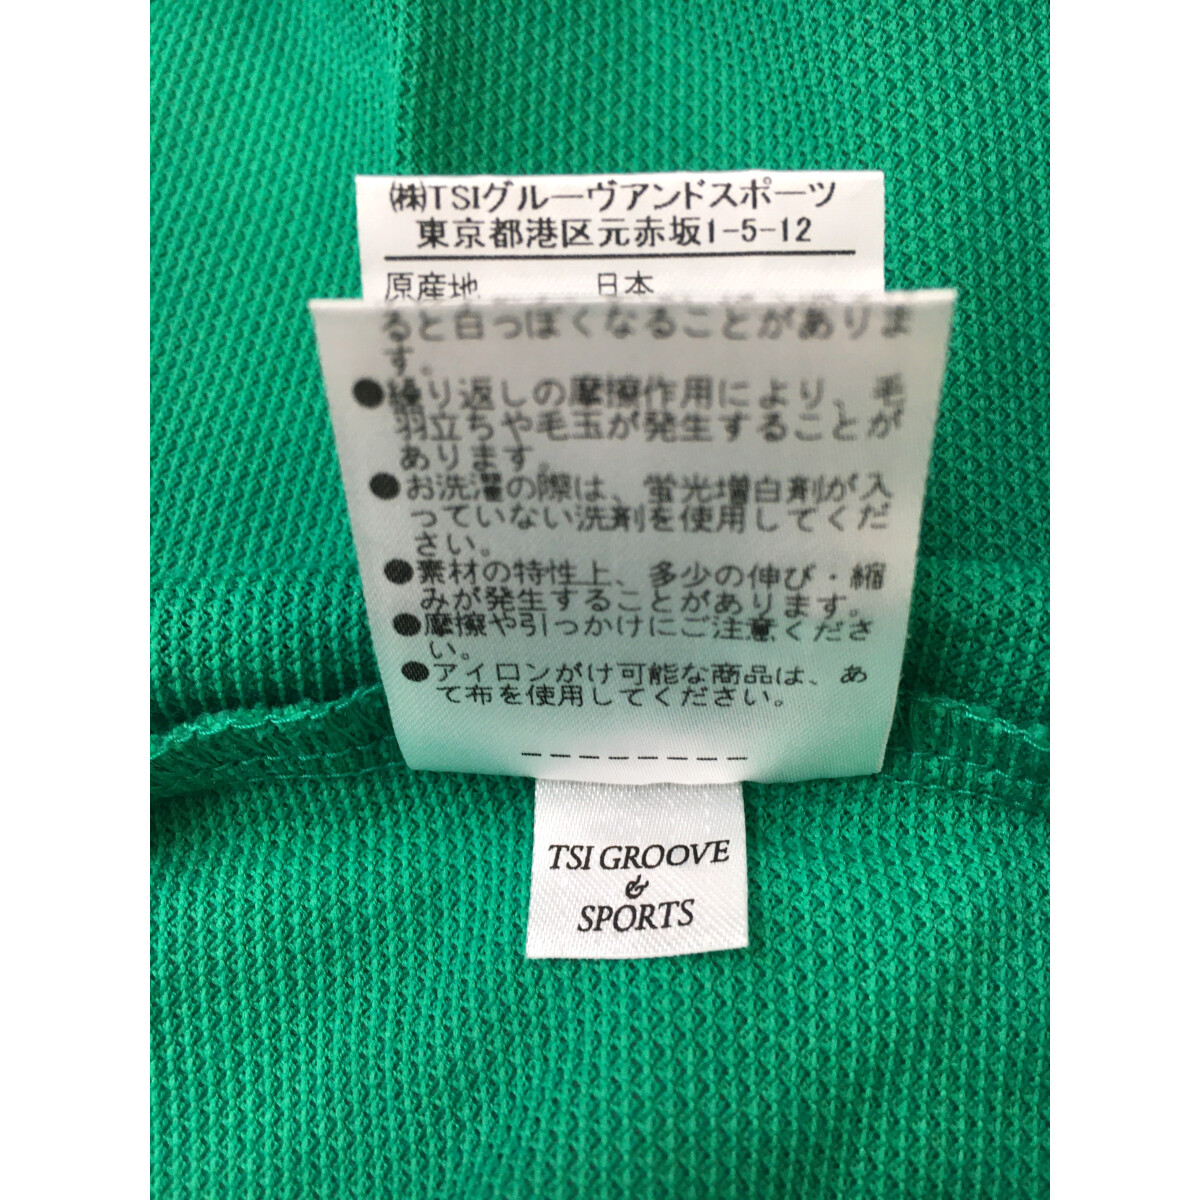 ㈱TSIグルーヴアンドスポーツ
東京都港区元赤坂1-5-12
原産地 日本
ると白っぽくなることがありま
す。
●繰り返しの摩擦作用により、毛
羽立ちや毛玉が発生することが
あります。
●お洗濯の際は、蛍光増白剤が入
っていない洗剤を使用してくだ
さい。
●素材の特性上、多少の伸び・縮
みが発生することがあります。
●摩擦や引っかけにご注意くださ
い。
●アイロンがけ可能な商品は、あ
て布を使用してください。
--------
TSI GROOVE
&
SPORTS